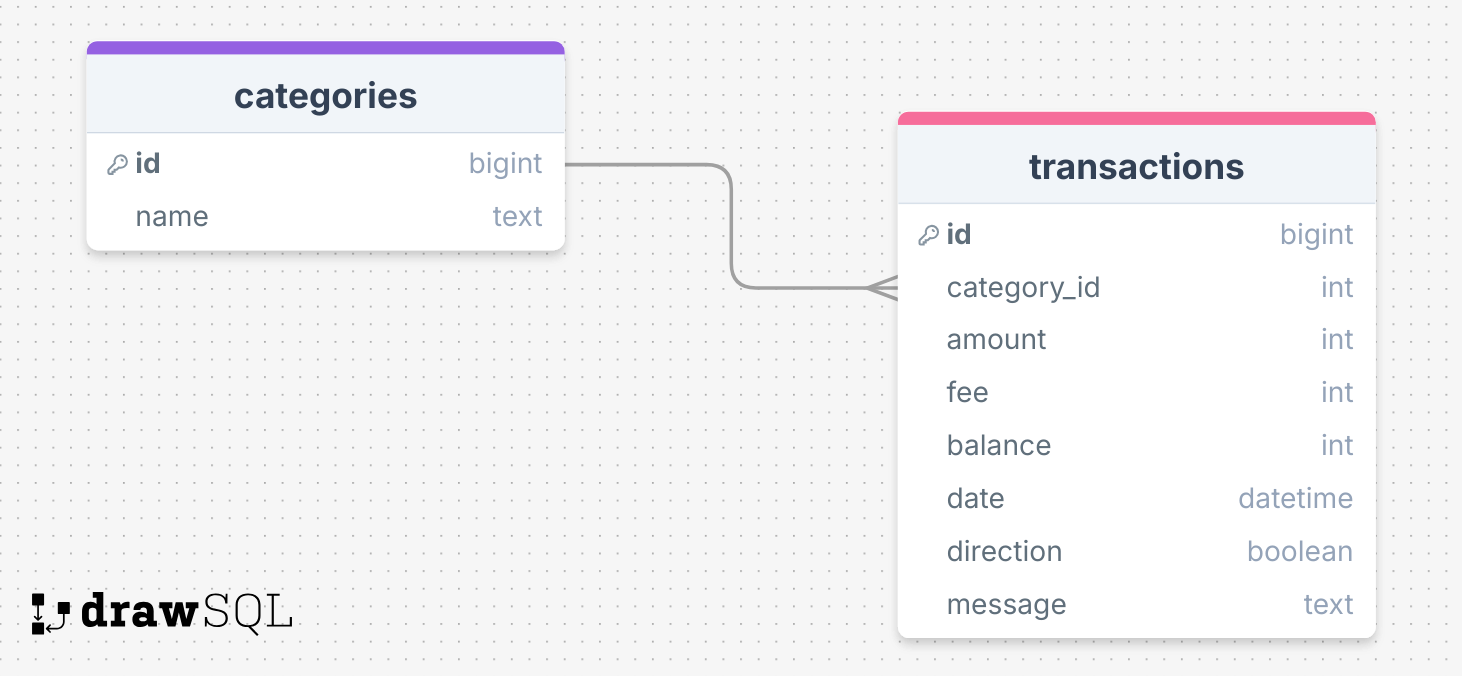 categories
id bigint
name text
transactions
id bigint
category_id int
amount int
fee int
balance int
date datetime
direction boolean
message text
drawSQL